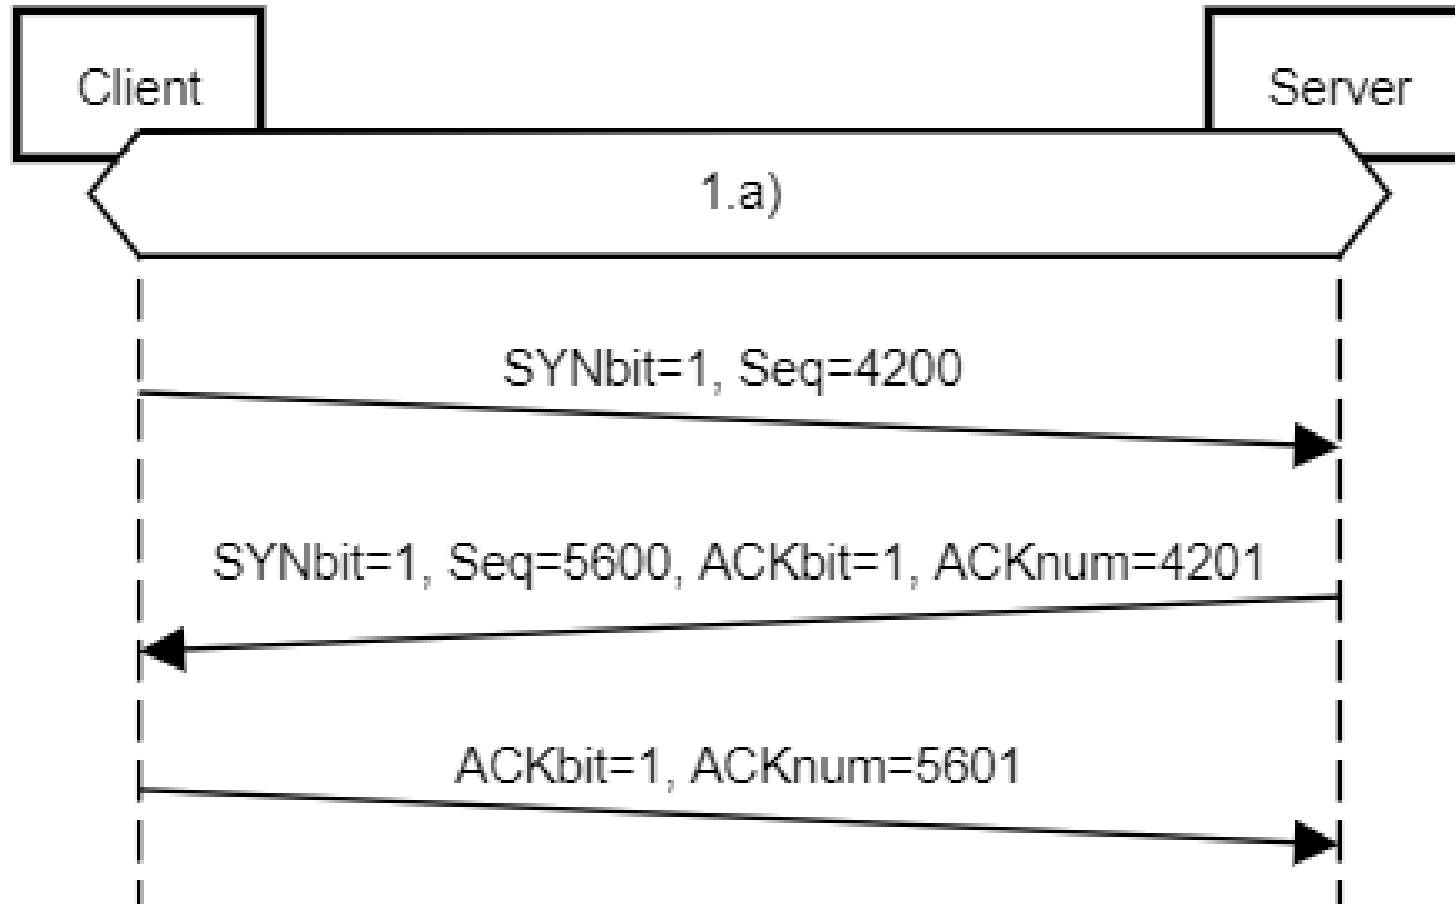 Client
Server
1.a)
SYNbit=1, Seq=4200
SYNbit=1, Seq=5600, ACKbit=1, ACKnum=4201
ACKbit=1, ACKnum=5601